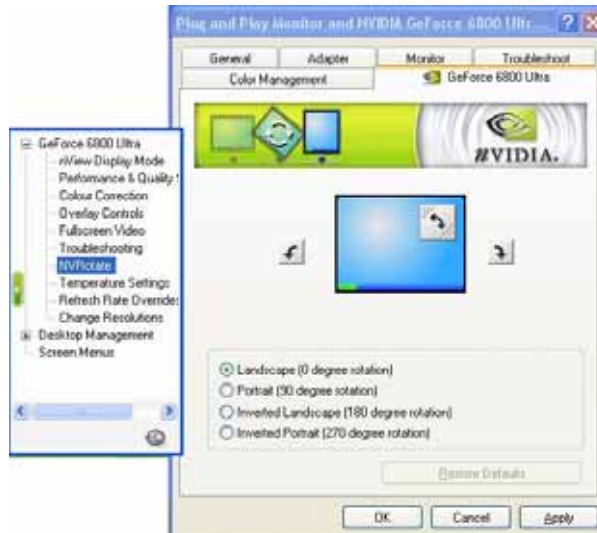 Plug and Play Monitor and NVIDIA GeForce 6800 Ultr...
General
Adapter
Monitor
Troubleshoot
Color Management
GeForce 6800 Ultra
NVIDIA.
GeForce 6800 Ultra
nView Display Mode
Performance & Quality
Colour Correction
Overlay Controls
Fullscreen Video
Troubleshooting
NVRotate
Temperature Settings
Refresh Rate Overrides
Change Resolutions
Desktop Management
Screen Menus
Landscape (0 degree rotation)
Portrait (90 degree rotation)
Inverted Landscape (180 degree rotation)
Inverted Portrait (270 degree rotation)
Restore Defaults
OK
Cancel
Apply